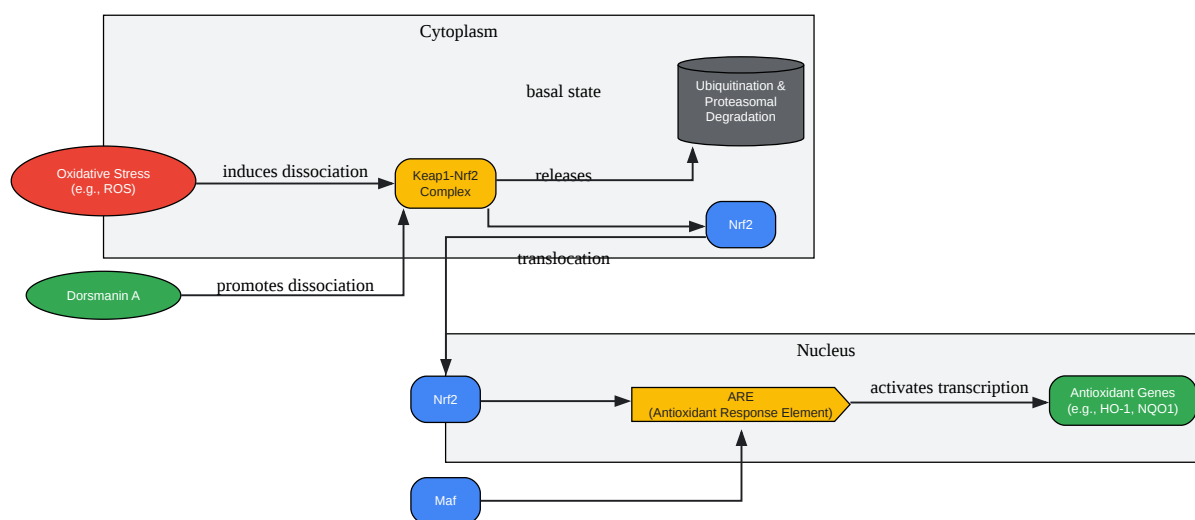 Cytoplasm
basal state
Ubiquitination &
Proteasomal
Degradation
Oxidative Stress
(e.g., ROS)
induces dissociation
Keap1-Nrf2
Complex
releases
Nrf2
translocation
Dorsmanin A
promotes dissociation
Nucleus
Nrf2
ARE
(Antioxidant Response Element)
activates transcription
Antioxidant Genes
(e.g., HO-1, NQO1)
Maf